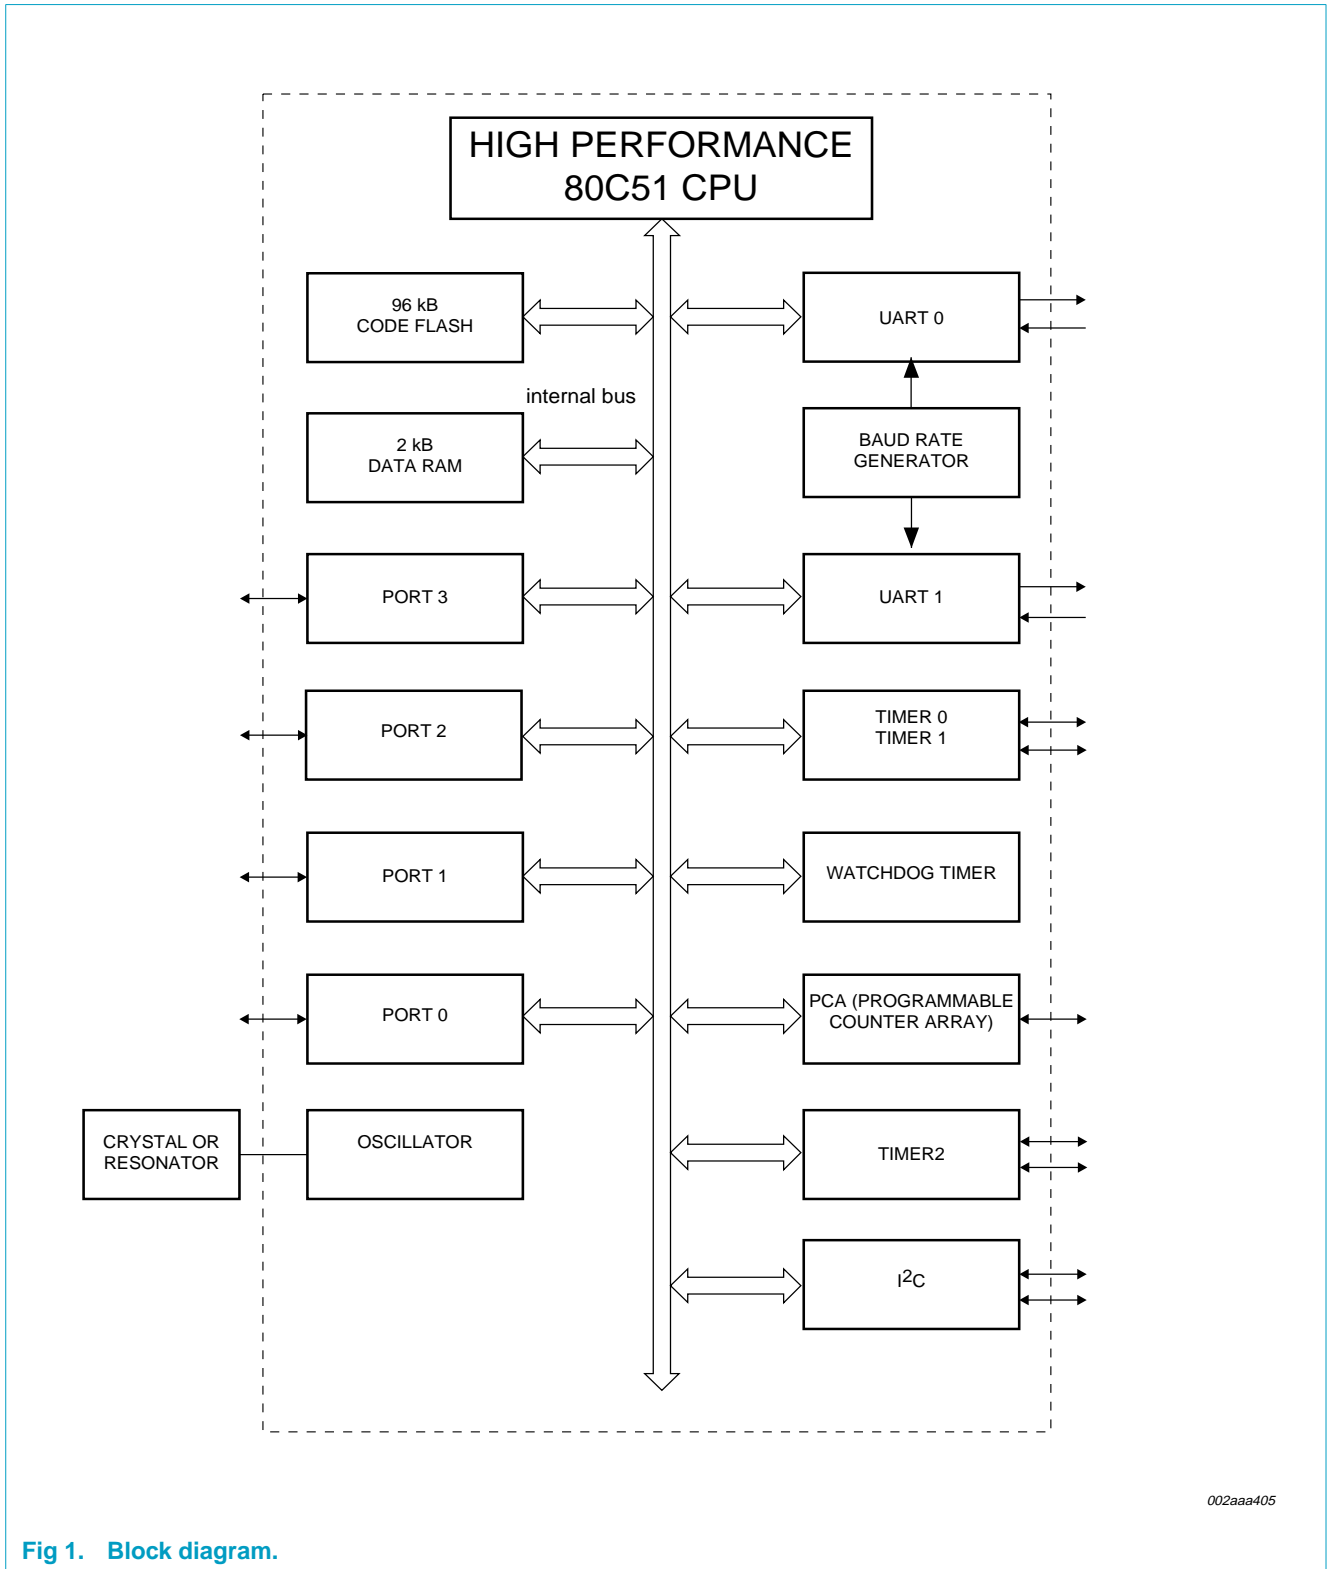 HIGH PERFORMANCE
80C51 CPU
96 kB
CODE FLASH
UART 0
internal bus
2 kB
DATA RAM
BAUD RATE
GENERATOR
PORT 3
UART 1
PORT 2
TIMER 0
TIMER 1
PORT 1
WATCHDOG TIMER
PORT 0
PCA (PROGRAMMABLE
COUNTER ARRAY)
CRYSTAL OR
RESONATOR
OSCILLATOR
TIMER2
I²C
002aaa405
Fig 1. Block diagram.